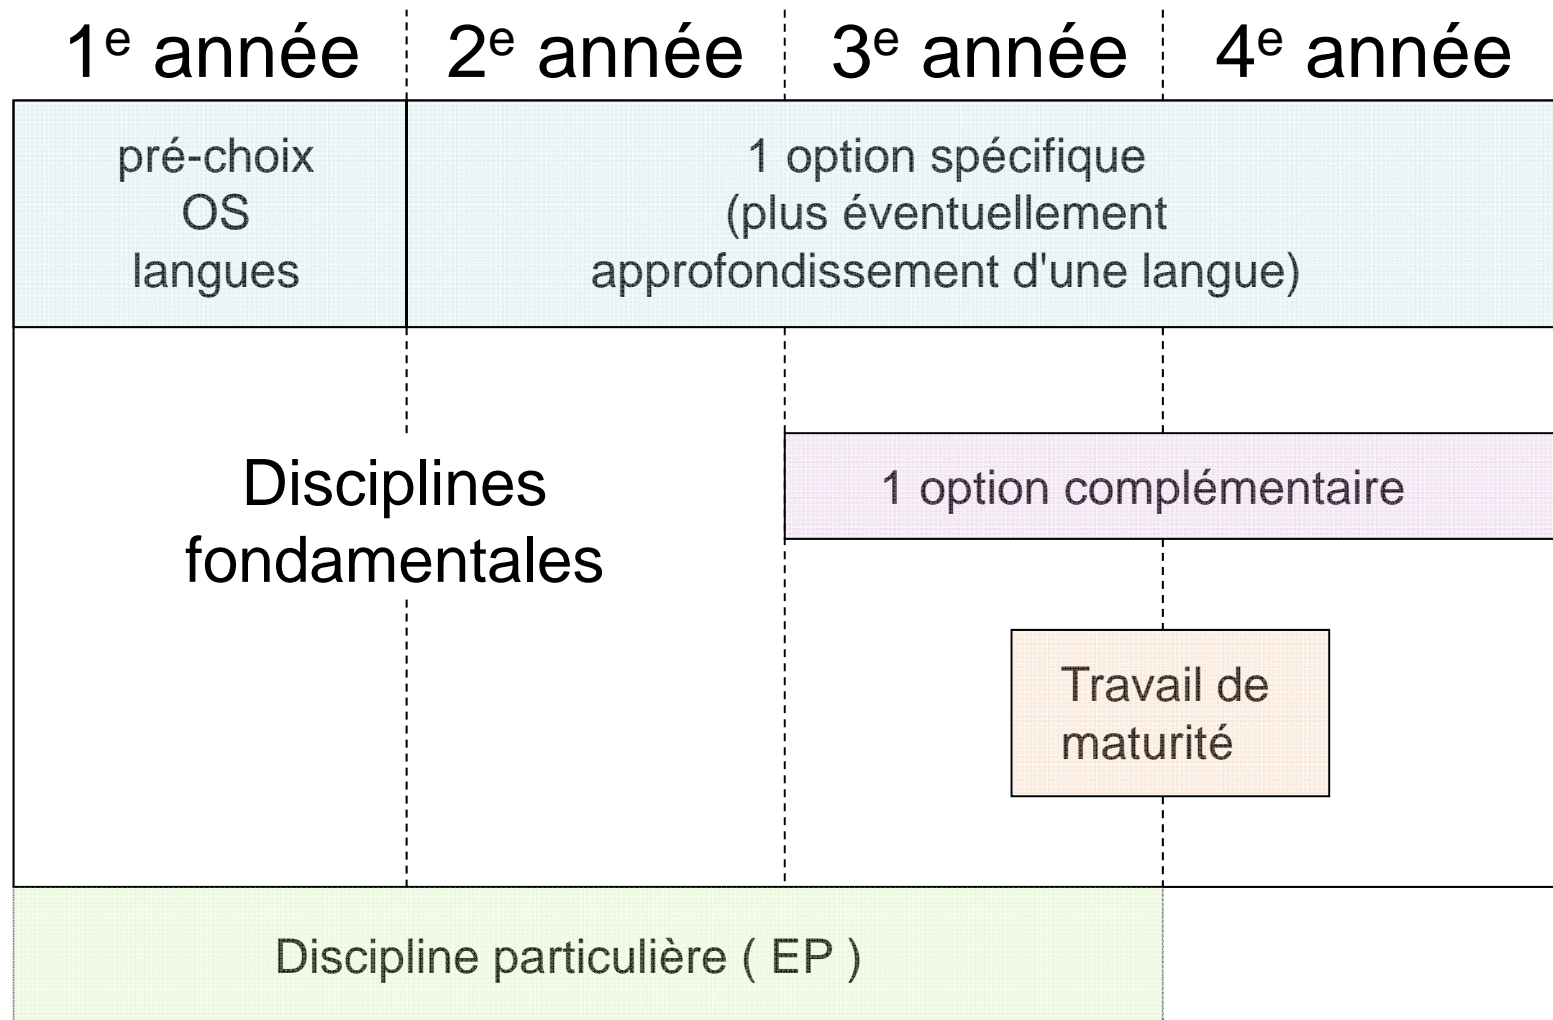 1e année 2e année 3e année 4e année
pré-choix
OS
langues
1 option spécifique
(plus éventuellement
approfondissement d'une langue)
Disciplines
fondamentales
1 option complémentaire
Travail de
maturité
Discipline particulière ( EP )